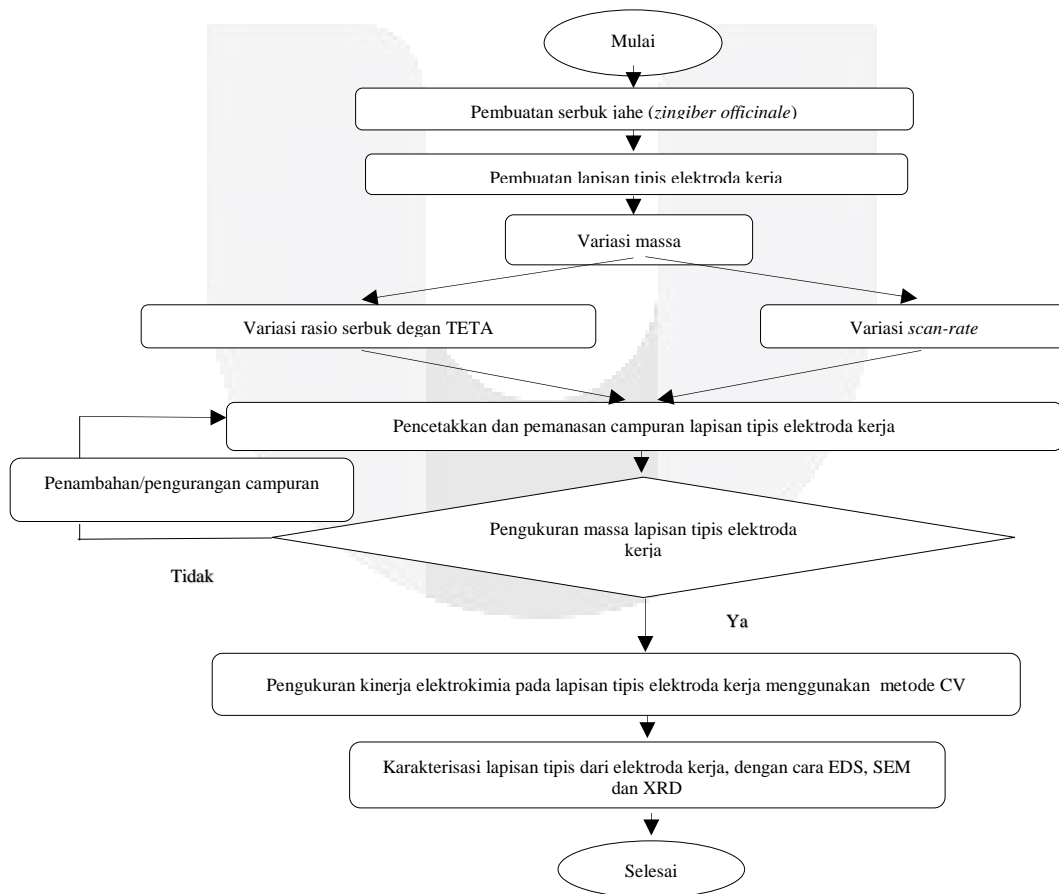 Mulai
Pembuatan serbuk jahe (zingiber officinale)
Pembuatan lapisan tipis elektroda kerja
Variasi massa
Variasi rasio serbuk degan TETA
Variasi scan-rate
Pencetakkan dan pemanasan campuran lapisan tipis elektroda kerja
Penambahan/pengurangan campuran
Pengukuran massa lapisan tipis elektroda
kerja
Tidak
Ya
Pengukuran kinerja elektrokimia pada lapisan tipis elektroda kerja menggunakan metode CV
Karakterisasi lapisan tipis dari elektroda kerja, dengan cara EDS, SEM
dan XRD
Selesai